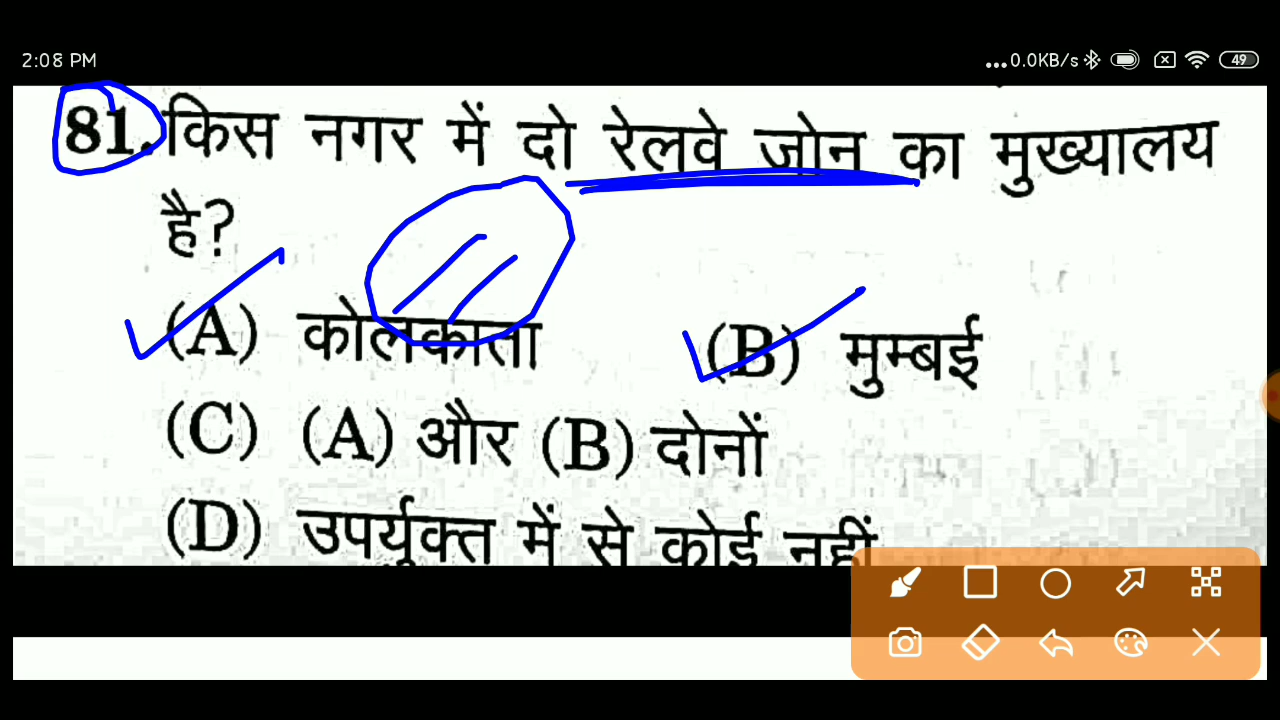 2:08 PM
...0.0KB/s 49
81. किस नगर में दो रेलवे जोन का मुख्यालय
है?
(A) कोलकाता (B) मुम्बई
(C) (A) और (B) दोनों
(D) उपर्युक्त में से कोई नहीं